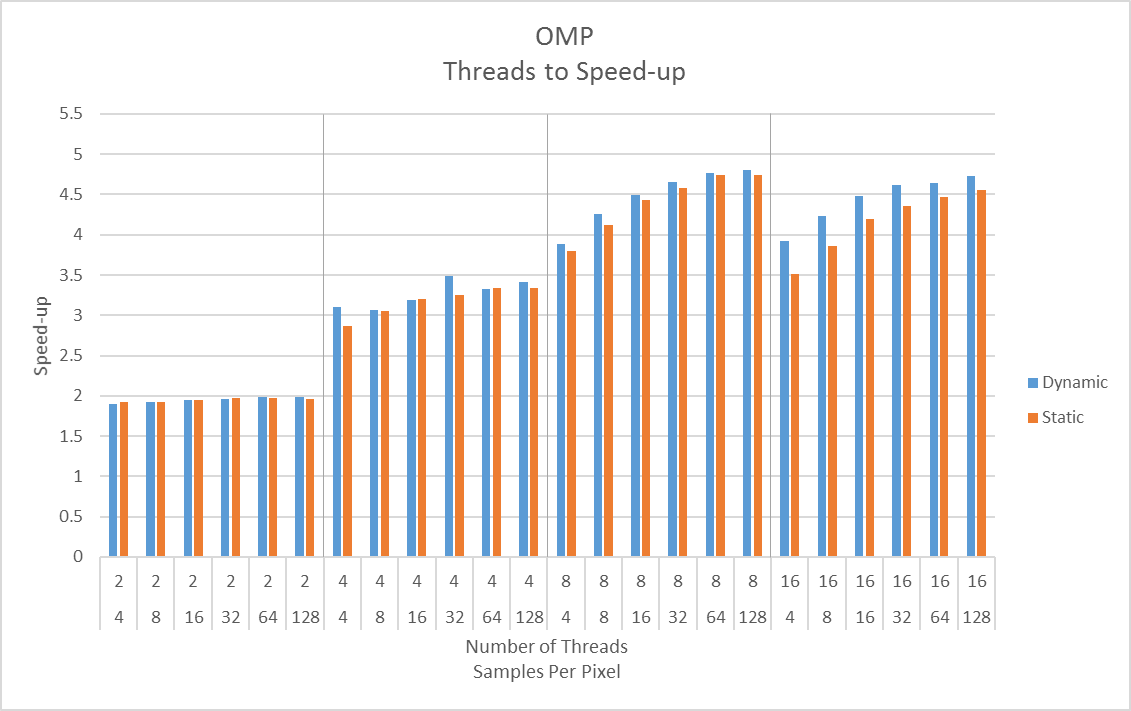 OMP
Threads to Speed-up
5.5
5
4.5
4
3.5
3
2.5
2
1.5
1
0.5
0
Speed-up
Dynamic
Static
2 2 2 2 2 2 4 4 4 4 4 4 8 8 8 8 8 8 16 16 16 16 16 16
4 8 16 32 64 128 4 8 16 32 64 128 4 8 16 32 64 128 4 8 16 32 64 128
Number of Threads
Samples Per Pixel